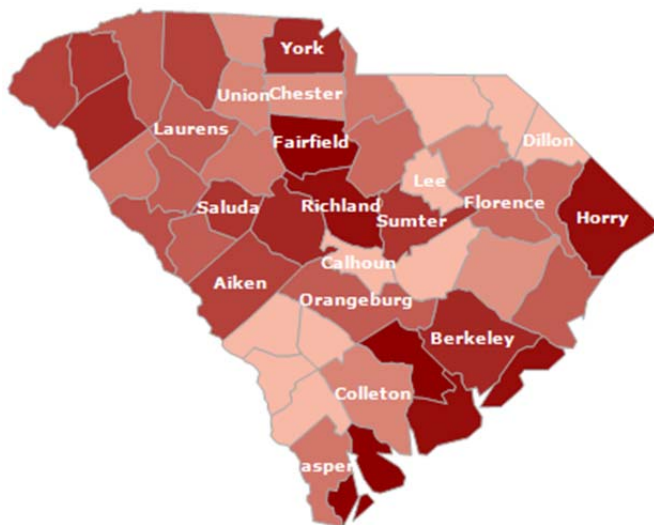 York
Union
Chester
Laurens
Fairfield
Dillon
Lee
Saluda
Richland
Sumter
Florence
Horry
Calhoun
Aiken
Orangeburg
Berkeley
Colleton
asper